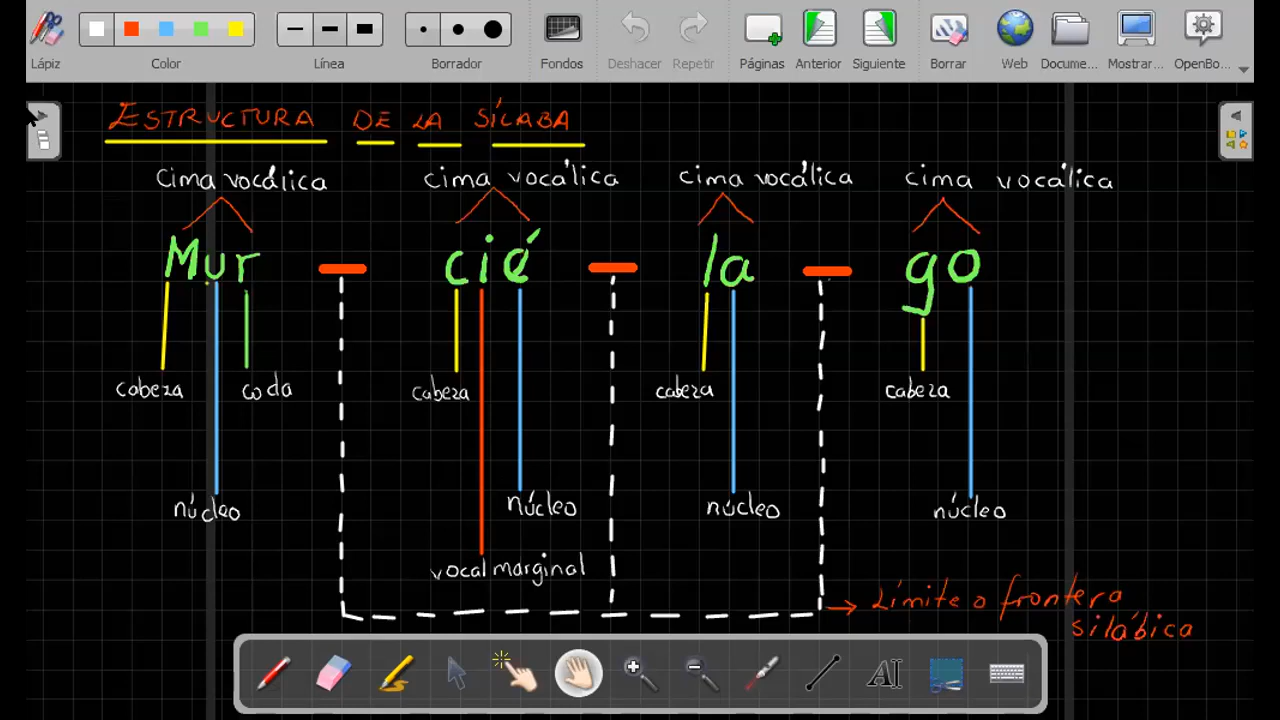 Lápiz Color Línea Borrador Fondos Deshacer Repetir Páginas Anterior Siguiente Borrar Web Docume... Mostrar... OpenBo...
ESTRUCTURA DE LA SÍLABA
cima vocálica cima vocálica cima vocálica cima vocálica
Mur - cié - la - go
cabeza coda cabeza cabeza cabeza
núcleo núcleo núcleo núcleo
vocal marginal
→ Límite o frontera
silábica
AI